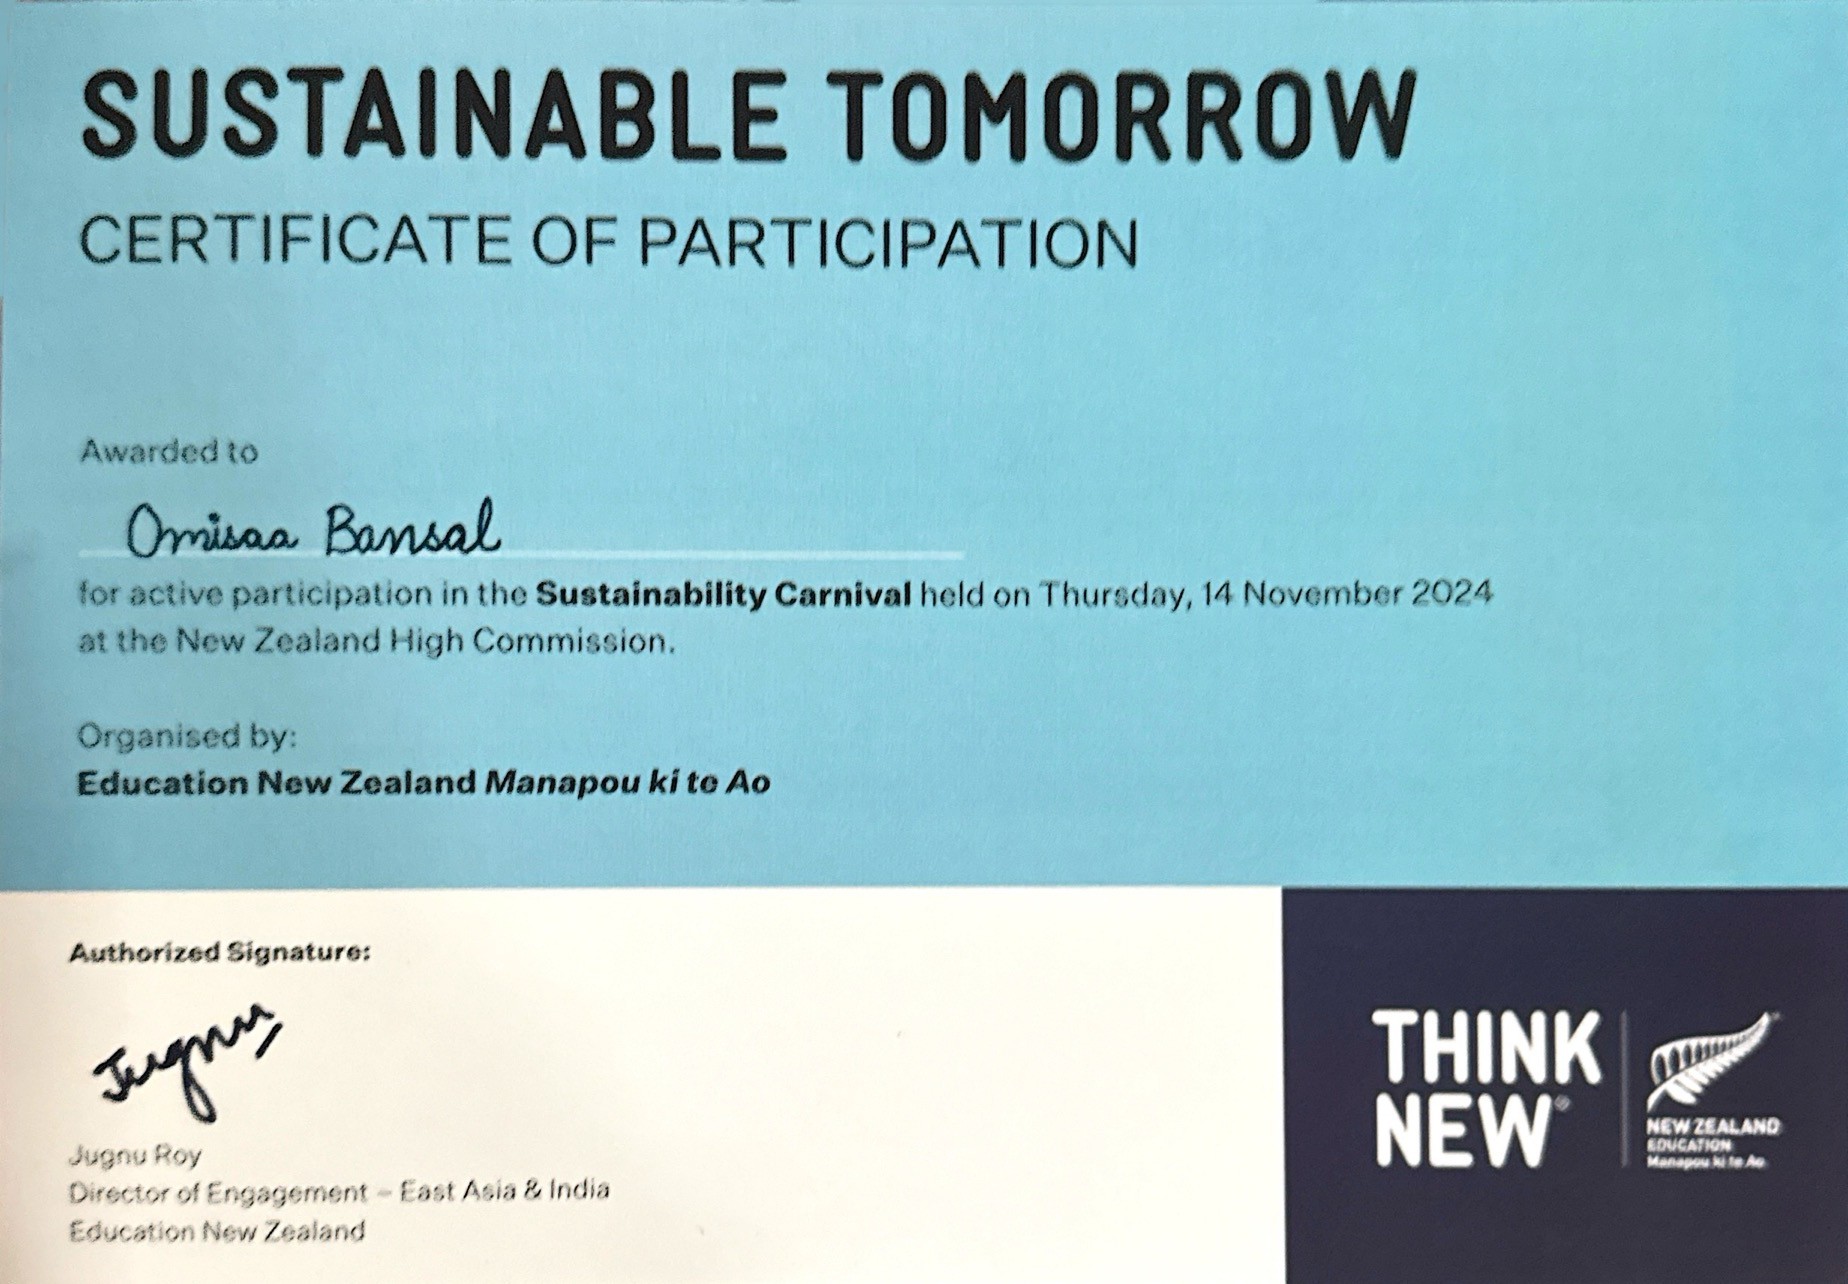 SUSTAINABLE TOMORROW
CERTIFICATE OF PARTICIPATION
Awarded to
Omisaa Bansal
for active participation in the Sustainability Carnival held on Thursday, 14 November 2024
at the New Zealand High Commission.
Organised by:
Education New Zealand Manapou ki te Ao
Authorized Signature:
Jugnu
Jugnu Roy
Director of Engagement – East Asia & India
Education New Zealand
THINK
NEW®
NEW ZEALAND
EDUCATION
Manapou ki te Ao